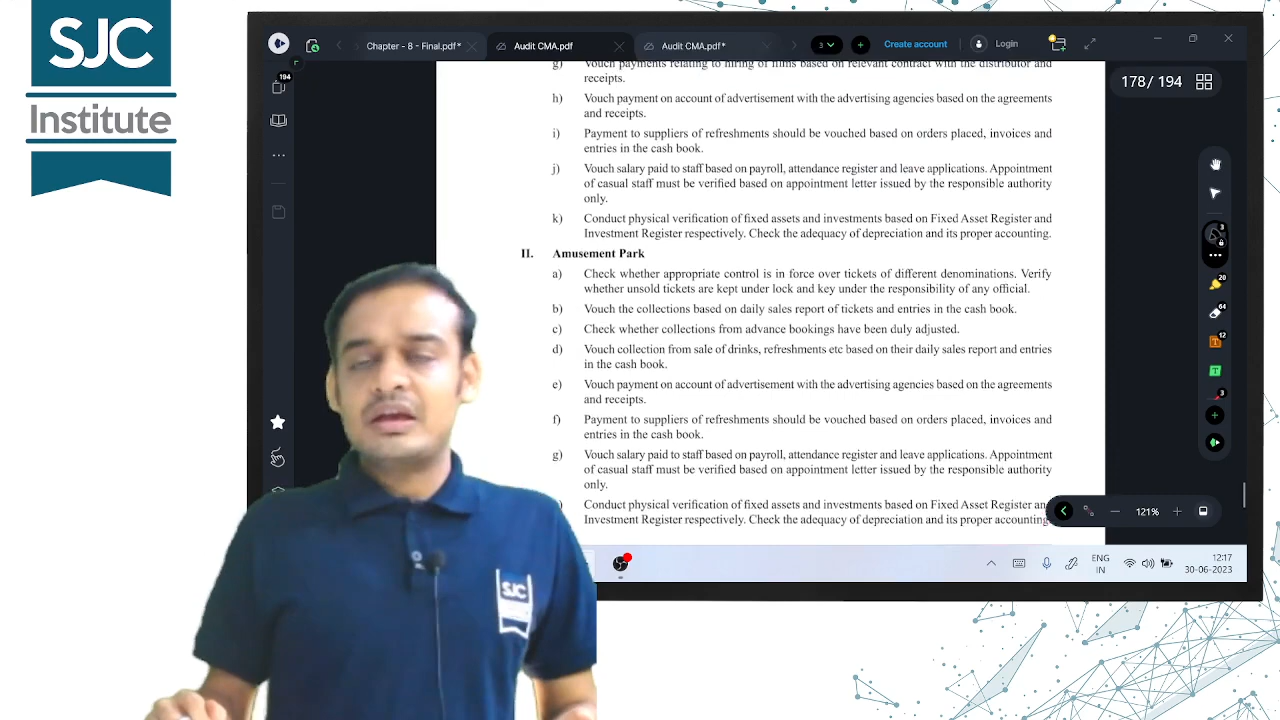 SJC
Institute
Chapter - 8 - Final.pdf*
Audit CMA.pdf
Audit CMA.pdf*
3
Create account
Login
194
178/ 194
g) Vouch payments relating to hiring of films based on relevant contract with the distributor and
receipts.
h) Vouch payment on account of advertisement with the advertising agencies based on the agreements
and receipts.
i) Payment to suppliers of refreshments should be vouched based on orders placed, invoices and
entries in the cash book.
j) Vouch salary paid to staff based on payroll, attendance register and leave applications. Appointment
of casual staff must be verified based on appointment letter issued by the responsible authority
only.
k) Conduct physical verification of fixed assets and investments based on Fixed Asset Register and
Investment Register respectively. Check the adequacy of depreciation and its proper accounting.
II. Amusement Park
a) Check whether appropriate control is in force over tickets of different denominations. Verify
whether unsold tickets are kept under lock and key under the responsibility of any official.
b) Vouch the collections based on daily sales report of tickets and entries in the cash book.
c) Check whether collections from advance bookings have been duly adjusted.
d) Vouch collection from sale of drinks, refreshments etc based on their daily sales report and entries
in the cash book.
e) Vouch payment on account of advertisement with the advertising agencies based on the agreements
and receipts.
f) Payment to suppliers of refreshments should be vouched based on orders placed, invoices and
entries in the cash book.
g) Vouch salary paid to staff based on payroll, attendance register and leave applications. Appointment
of casual staff must be verified based on appointment letter issued by the responsible authority
only.
) Conduct physical verification of fixed assets and investments based on Fixed Asset Register and
Investment Register respectively. Check the adequacy of depreciation and its proper accounting
3
20
64
12
3
121%
ENG
IN
12:17
30-06-2023
SJC